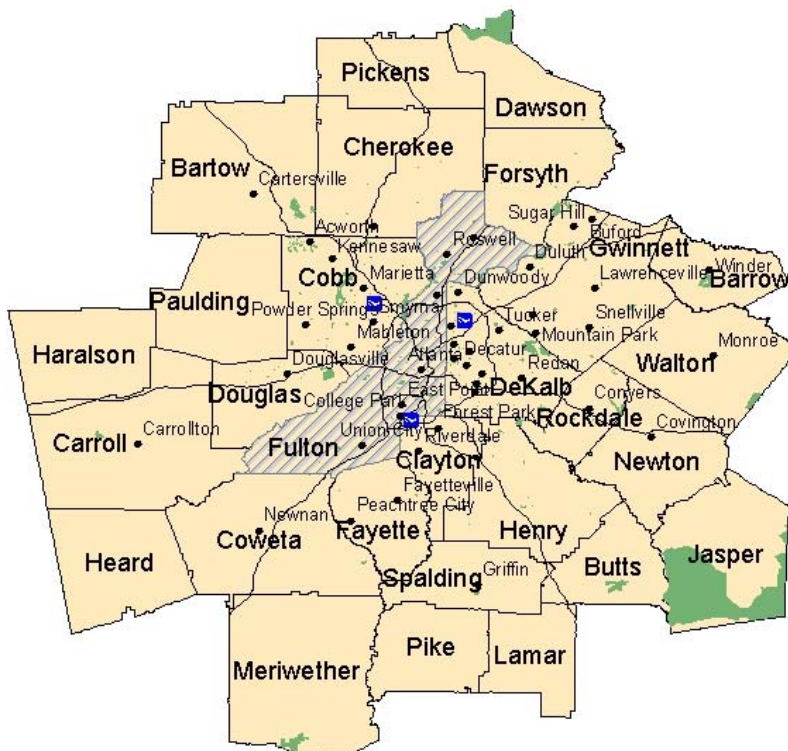 Pickens
Dawson
Cherokee
Bartow
Cartersville
Forsyth
Sugar Hill
Buford
Acworth
Roswell
Kennesaw
Duluth
Gwinnett
Cobb
Marietta
Dunwoody
Lawrenceville
Winder
Barrow
Paulding
Powder Springs
Smyrna
Tucker
Snellville
Mableton
Mountain Park
Monroe
Haralson
Atlanta
Decatur
Walton
Douglasville
Redan
Douglas
East Point
DeKalb
College Park
Conyers
Forest Park
Rockdale
Carroll
Carrollton
Fulton
Union City
Riverdale
Covington
Clayton
Newton
Fayetteville
Peachtree City
Newnan
Coweta
Fayette
Henry
Heard
Jasper
Spalding
Griffin
Butts
Pike
Lamar
Meriwether